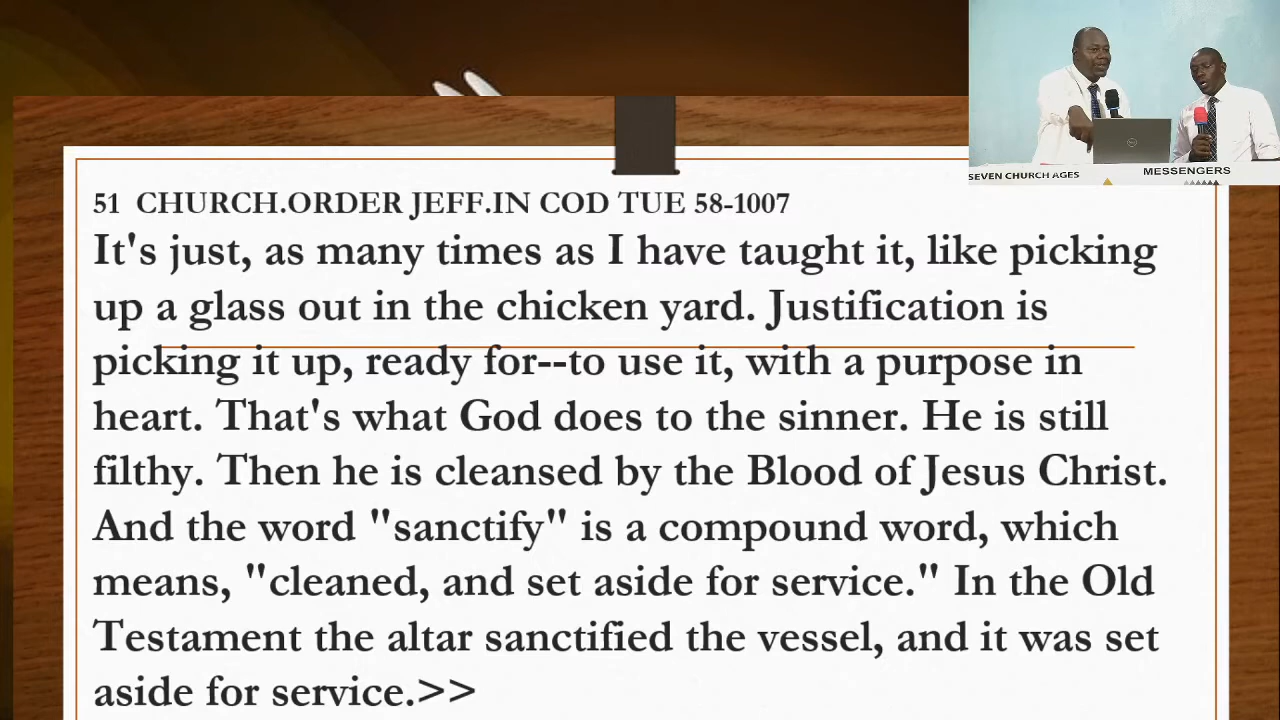 51 CHURCH.ORDER JEFF.IN COD TUE 58-1007
It's just, as many times as I have taught it, like picking
up a glass out in the chicken yard. Justification is
picking it up, ready for--to use it, with a purpose in
heart. That's what God does to the sinner. He is still
filthy. Then he is cleansed by the Blood of Jesus Christ.
And the word "sanctify" is a compound word, which
means, "cleaned, and set aside for service." In the Old
Testament the altar sanctified the vessel, and it was set
aside for service.>>
SEVEN CHURCH AGES MESSENGERS